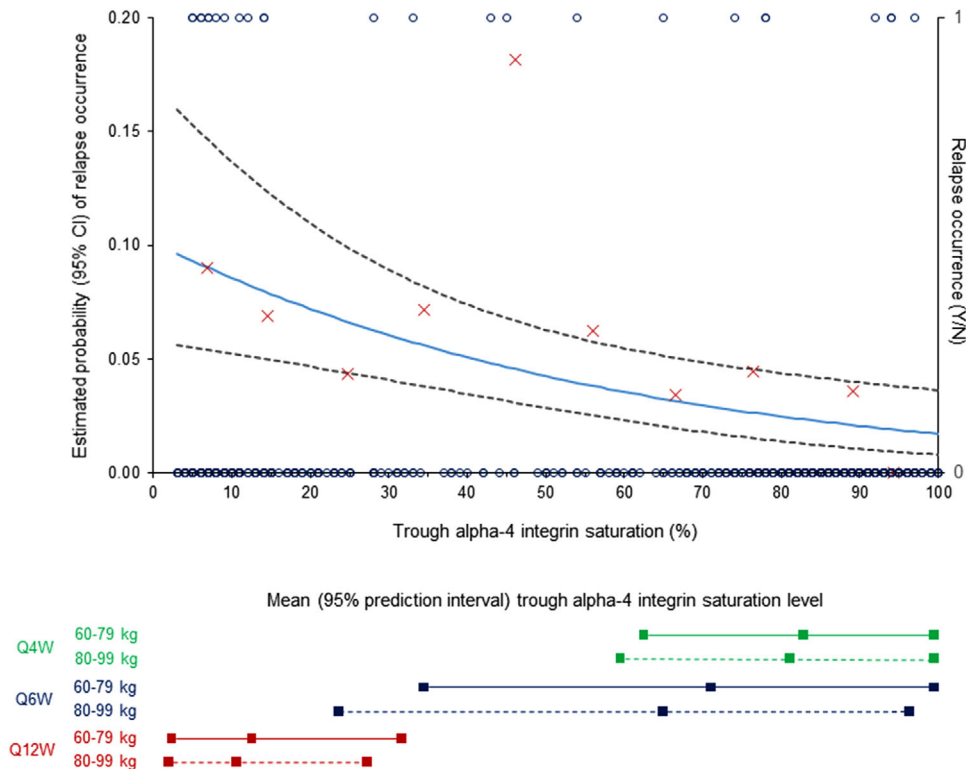 Estimated probability (95% CI) of relapse occurrence
0.20
0.15
0.10
0.05
0.00
1
0
Relapse occurrence (Y/N)
0 10 20 30 40 50 60 70 80 90 100
Trough alpha-4 integrin saturation (%)
Mean (95% prediction interval) trough alpha-4 integrin saturation level
Q4W
60-79 kg
80-99 kg
Q6W
60-79 kg
80-99 kg
Q12W
60-79 kg
80-99 kg